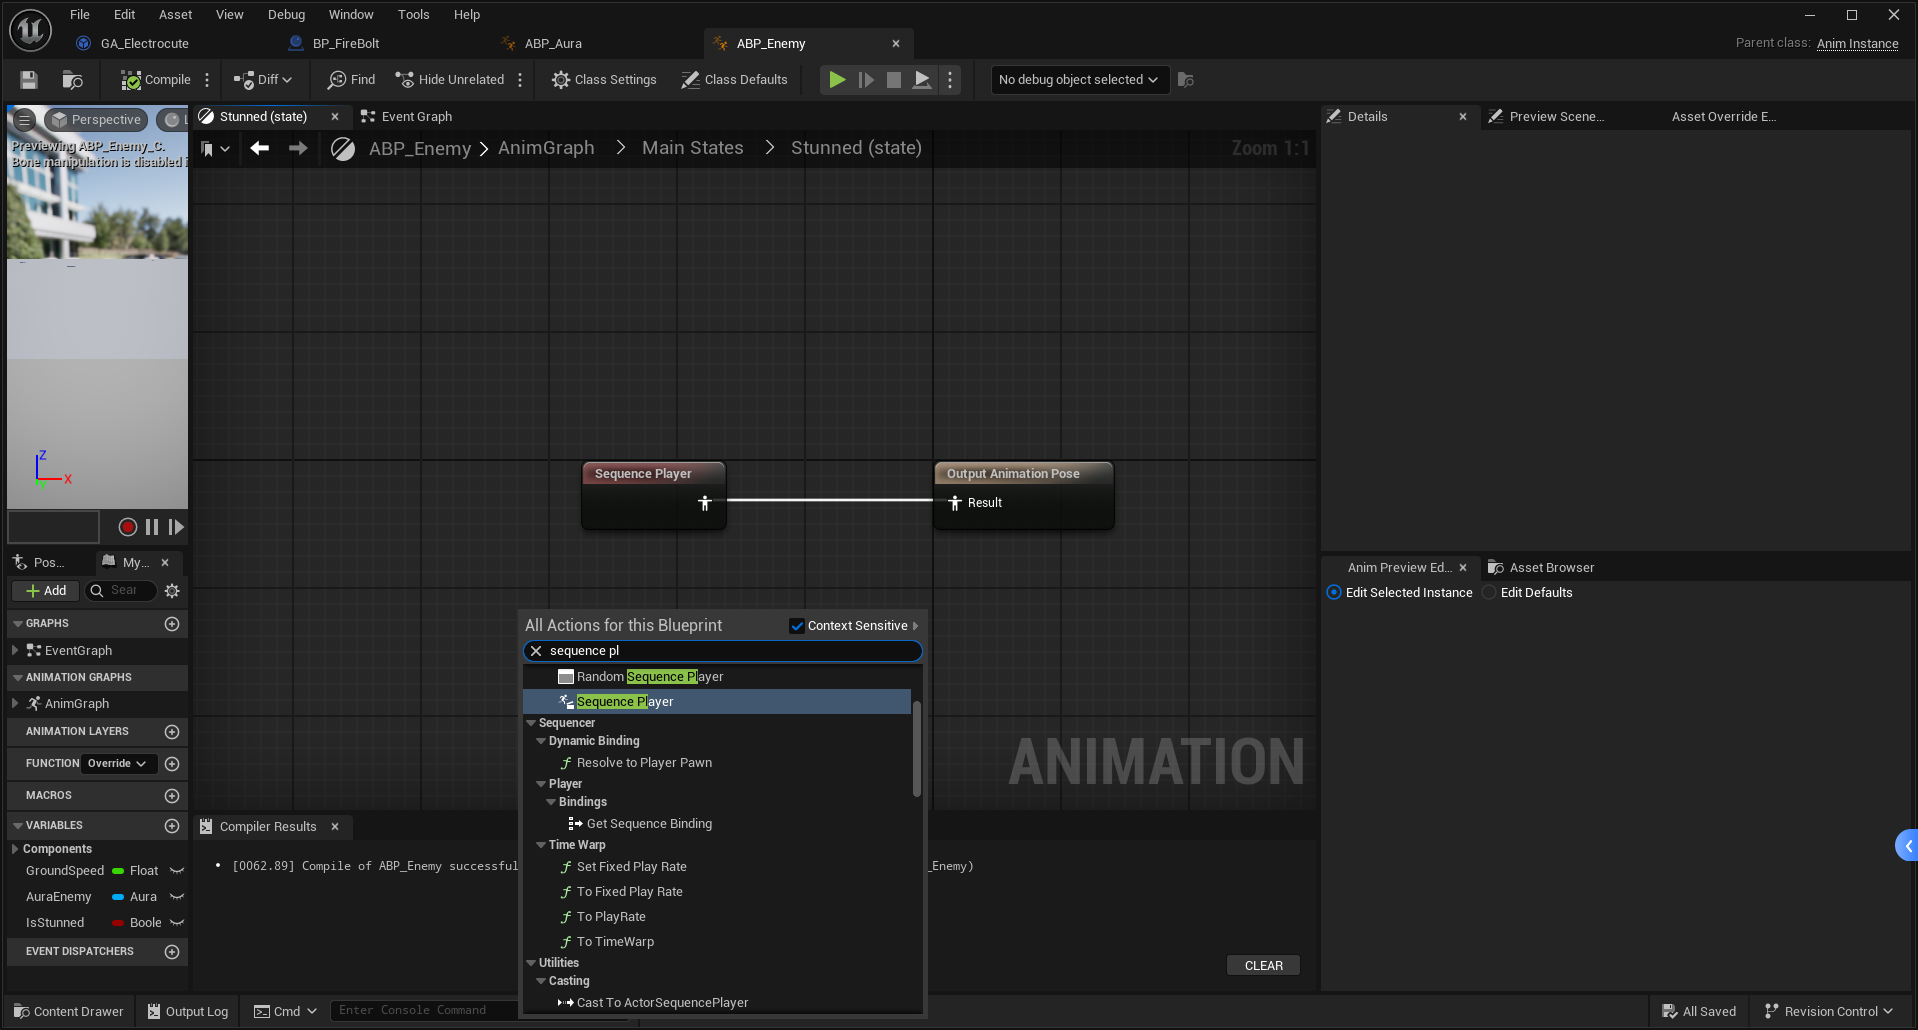 File Edit Asset View Debug Window Tools Help
GA_Electrocute
BP_FireBolt
ABP_Aura
ABP_Enemy
Parent class: Anim Instance
Compile
Diff
Find
Hide Unrelated
Class Settings
Class Defaults
No debug object selected
Perspective
L
Previewing ABP_Enemy_C.
Bone manipulation is disabled i
Stunned (state)
Event Graph
ABP_Enemy > AnimGraph > Main States > Stunned (state)
Zoom 1:1
Z
X
Y
Sequence Player
Output Animation Pose
Result
ANIMATION
Pos...
My...
Add
Sear
GRAPHS
EventGraph
ANIMATION GRAPHS
AnimGraph
ANIMATION LAYERS
FUNCTION Override
MACROS
VARIABLES
Components
GroundSpeed Float
AuraEnemy Aura
IsStunned Boole
EVENT DISPATCHERS
All Actions for this Blueprint
Context Sensitive
sequence pl
Random Sequence Player
Sequence Player
Sequencer
Dynamic Binding
Resolve to Player Pawn
Player
Bindings
Get Sequence Binding
Time Warp
Set Fixed Play Rate
To Fixed Play Rate
To PlayRate
To TimeWarp
Utilities
Casting
Cast To ActorSequencePlayer
Compiler Results
[0062.89] Compile of ABP_Enemy successful
_Enemy)
CLEAR
Details
Preview Scene...
Asset Override E...
Anim Preview Ed...
Asset Browser
Edit Selected Instance
Edit Defaults
Content Drawer
Output Log
Cmd
Enter Console Command
All Saved
Revision Control